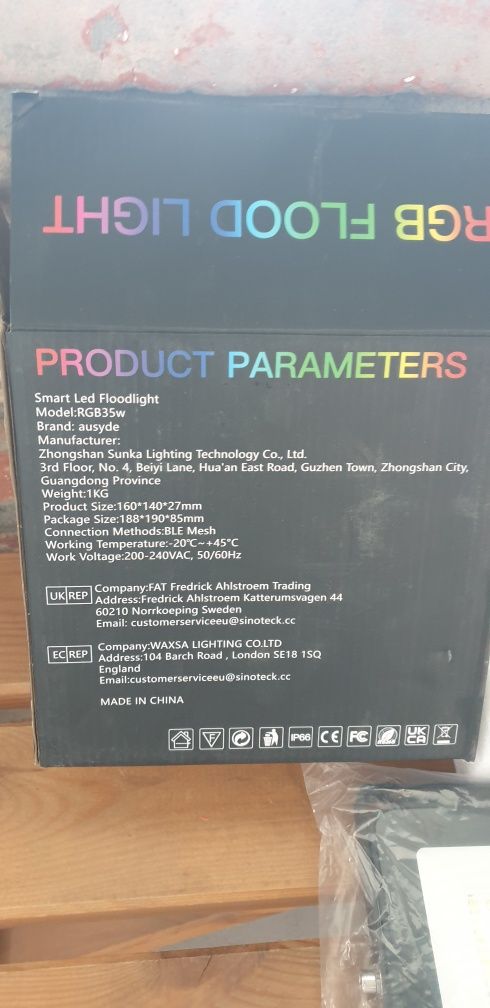 RGB FLOOD LIGHT
PRODUCT PARAMETERS
Smart Led Floodlight
Model:RGB35w
Brand: ausyde
Manufacturer:
Zhongshan Sunka Lighting Technology Co., Ltd.
3rd Floor, No. 4, Beiyi Lane, Hua'an East Road, Guzhen Town, Zhongshan City,
Guangdong Province
Weight:1KG
Product Size:160*140*27mm
Package Size:188*190*85mm
Connection Methods:BLE Mesh
Working Temperature:-20℃~+45℃
Work Voltage:200-240VAC, 50/60Hz
UK REP
Company:FAT Fredrick Ahlstroem Trading
Address:Fredrick Ahlstroem Katterumsvagen 44
60210 Norrkoeping Sweden
Email: customerserviceeu@sinoteck.cc
EC REP
Company:WAXSA LIGHTING CO.LTD
Address:104 Barch Road , London SE18 1SQ
England
Email:customerserviceeu@sinoteck.cc
MADE IN CHINA
F IP66 CE FC UK CA